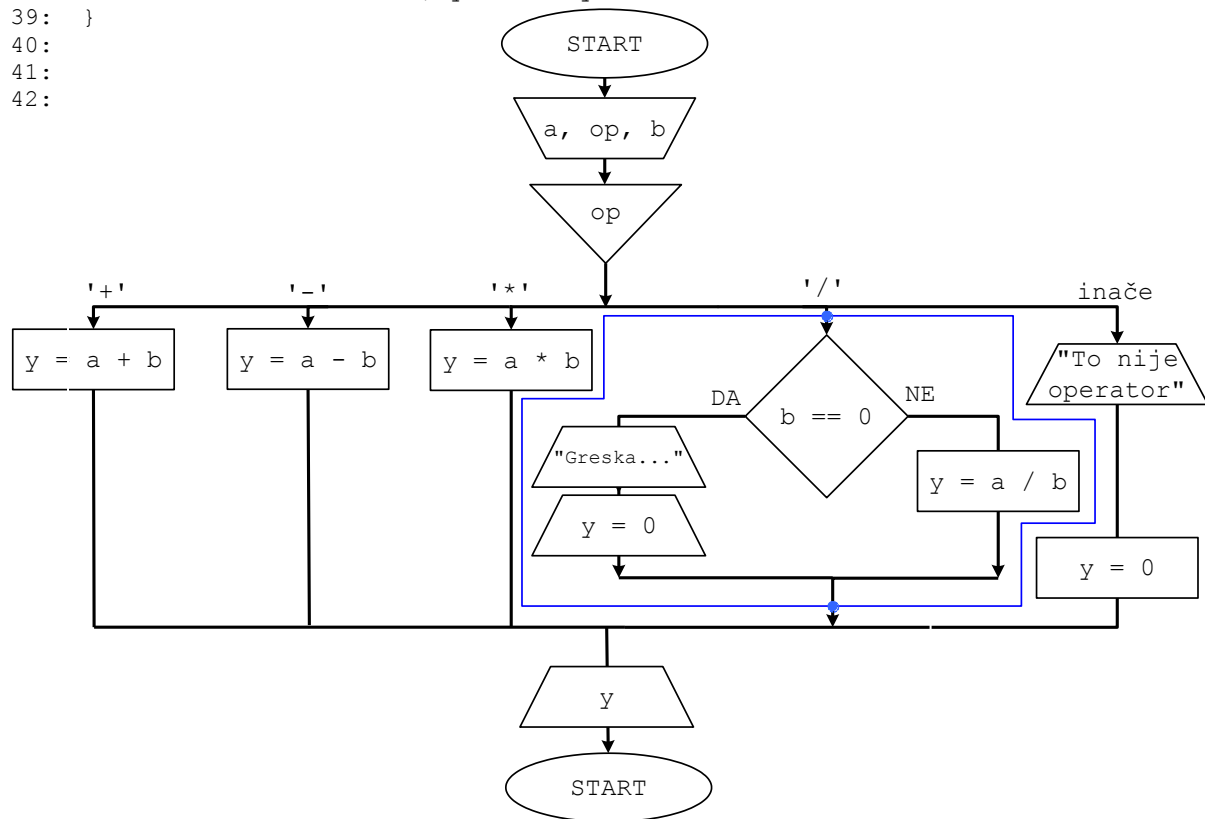 39: }
40:
41:
42:
START
a, op, b
op
'+' '-' '*' '/' inače
y = a + b
y = a - b
y = a * b
DA
b == 0
NE
"To nije
operator"
"Greska..."
y = a / b
y = 0
y = 0
y
START